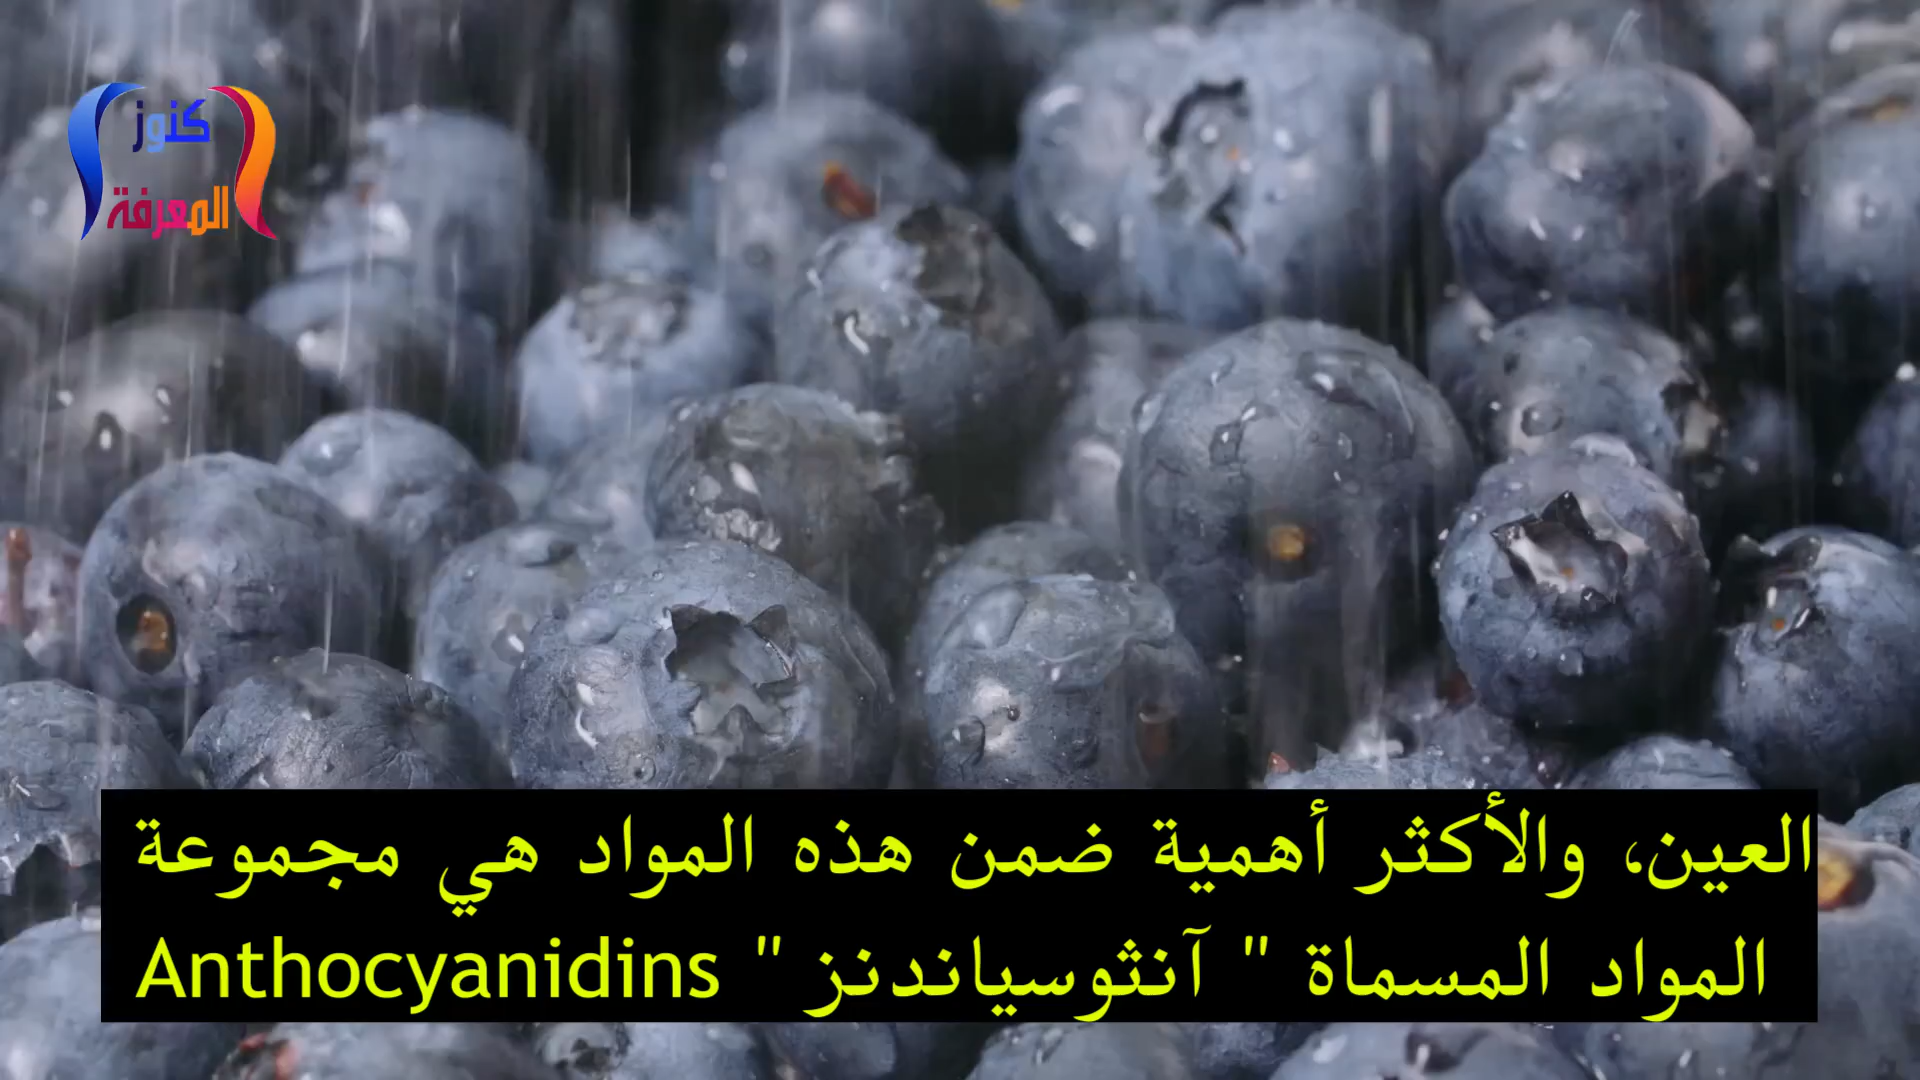 كنوز
المعرفة
العين، والأكثر أهمية ضمن هذه المواد هي مجموعة
المواد المسماة " آنثوسياندنز " Anthocyanidins